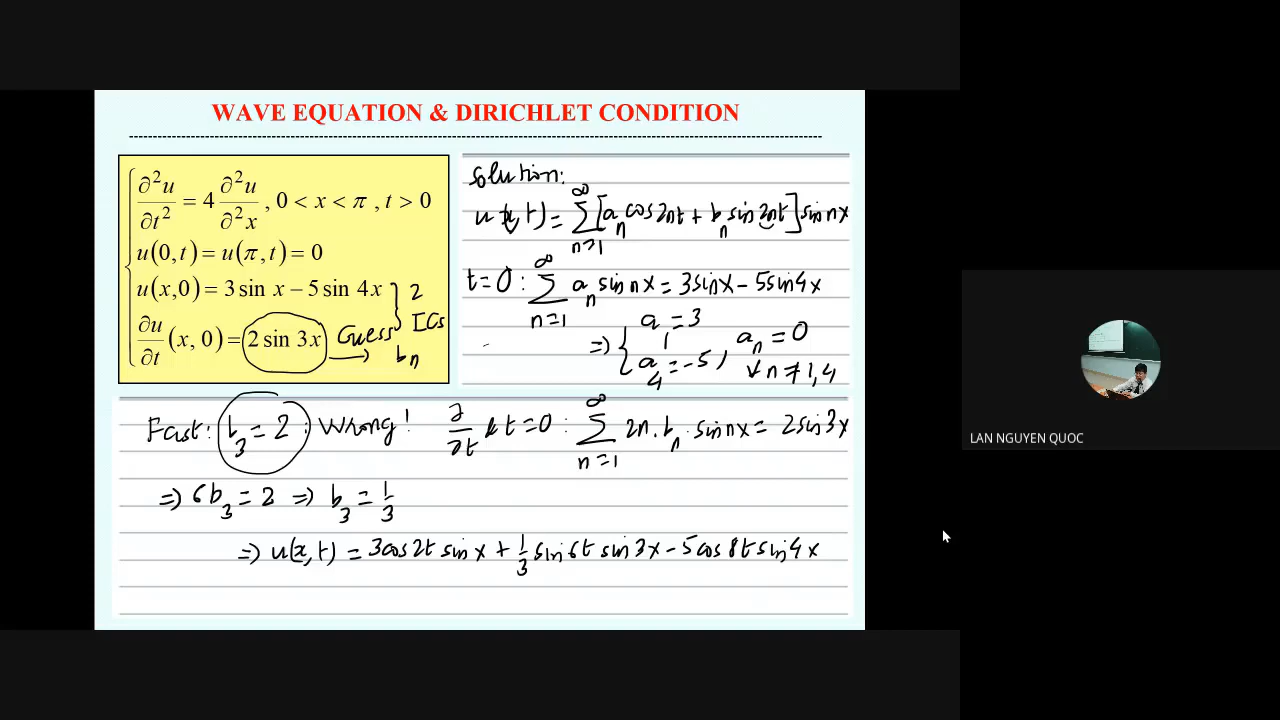 WAVE EQUATION & DIRICHLET CONDITION
∂²u/∂t² = 4 ∂²u/∂²x , 0 < x < π , t > 0
u(0,t) = u(π,t) = 0
u(x,0) = 3 sin x − 5 sin 4x } 2 ICs
∂u/∂t (x, 0) = 2 sin 3x → Guess bₙ
Solution:
u(x,t) = ∑_{n=1}^{∞} [aₙ cos 2nt + bₙ sin 2nt] sin nx
t=0 : ∑_{n=1}^{∞} aₙ sin nx = 3 sin x − 5 sin 4x
=> { a₁ = 3
a₄ = −5 , aₙ = 0 ∀ n ≠ 1,4
Fast: b₃ = 2 : Wrong! ∂/∂t & t=0 : ∑_{n=1}^{∞} 2n . bₙ . sin nx = 2 sin 3x
=> 6b₃ = 2 => b₃ = 1/3
=> u(x,t) = 3 cos 2t sin x + 1/3 sin 6t sin 3x − 5 cos 8t sin 4x
LAN NGUYEN QUOC